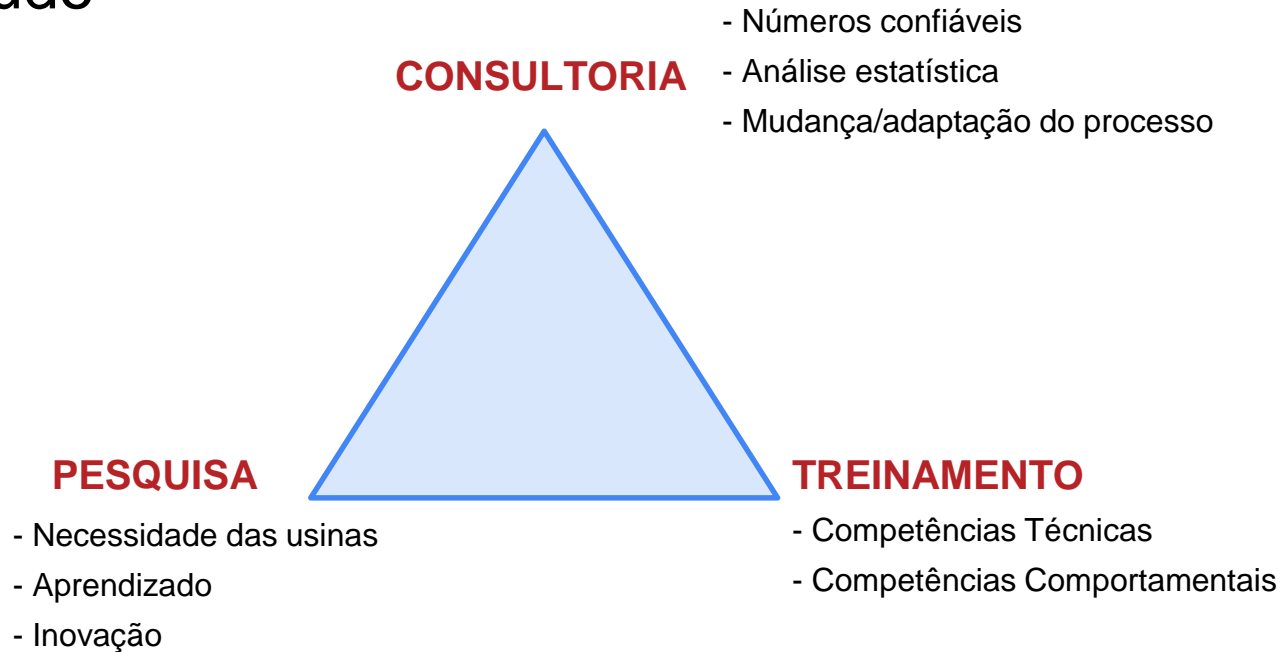 - Números confiáveis
CONSULTORIA
- Análise estatística
- Mudança/adaptação do processo
PESQUISA
- Necessidade das usinas
- Aprendizado
- Inovação
TREINAMENTO
- Competências Técnicas
- Competências Comportamentais